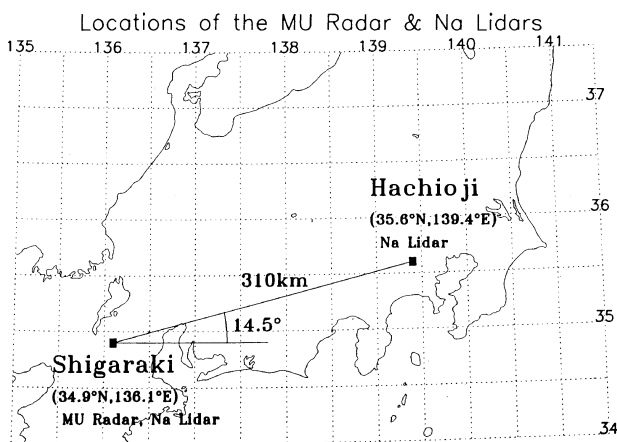 Locations of the MU Radar & Na Lidars
135 136 137 138 139 140 141
37
Hachioji
36
(35.6°N,139.4°E)
Na Lidar
310km
35
14.5°
Shigaraki
(34.9°N,136.1°E)
MU Radar, Na Lidar
34